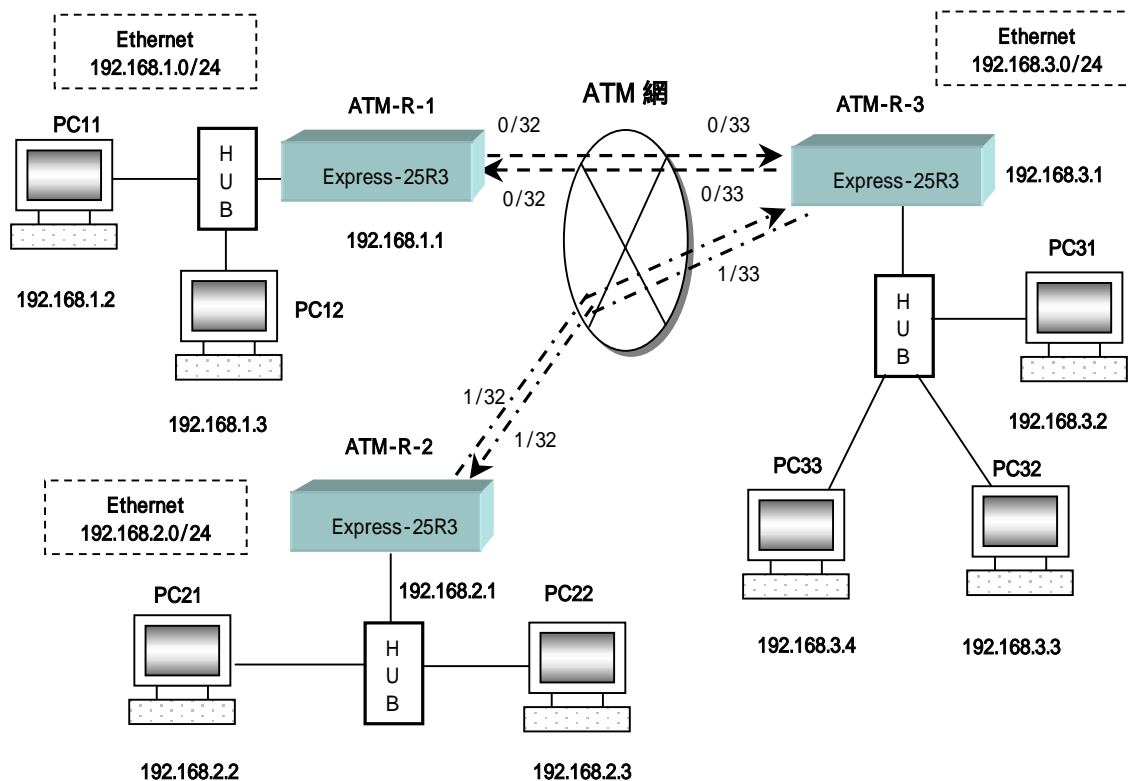 Ethernet
192.168.1.0/24
Ethernet
192.168.3.0/24
ATM 網
ATM-R-1
ATM-R-3
PC11
H
U
B
Express-25R3
0/32
0/33
0/32
0/33
Express-25R3
192.168.3.1
192.168.1.1
192.168.1.2
PC12
1/33
PC31
H
U
B
192.168.1.3
1/32
1/32
192.168.3.2
ATM-R-2
PC33
PC32
Ethernet
192.168.2.0/24
Express-25R3
192.168.2.1
PC21
PC22
H
U
B
192.168.3.4
192.168.3.3
192.168.2.2
192.168.2.3